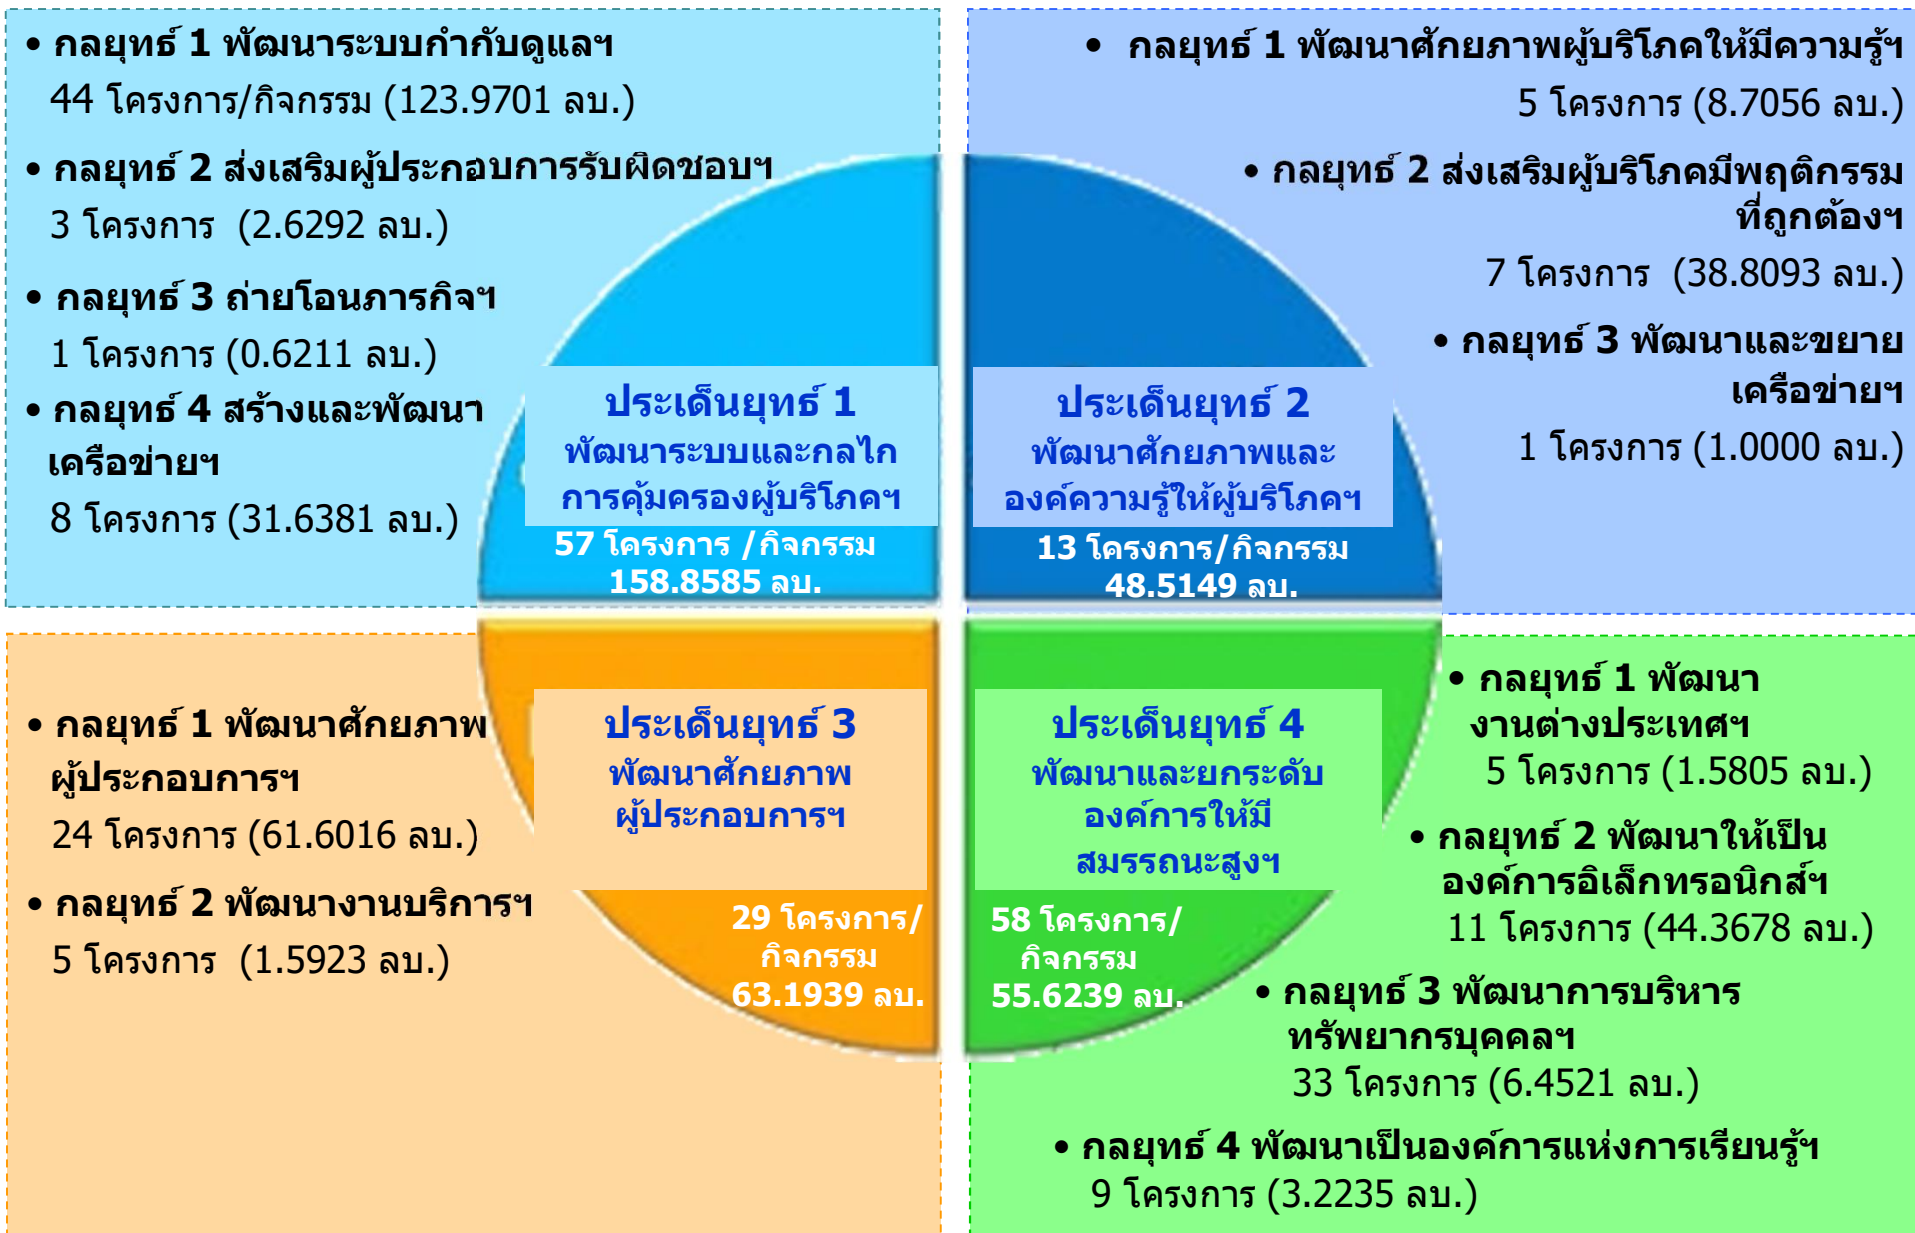 • กลยุทธ์ 1 พัฒนาระบบกำกับดูแลฯ
44 โครงการ/กิจกรรม (123.9701 ลบ.)
• กลยุทธ์ 2 ส่งเสริมผู้ประกอบการรับผิดชอบฯ
3 โครงการ (2.6292 ลบ.)
• กลยุทธ์ 3 ถ่ายโอนภารกิจฯ
1 โครงการ (0.6211 ลบ.)
• กลยุทธ์ 4 สร้างและพัฒนา
เครือข่ายฯ
8 โครงการ (31.6381 ลบ.)
ประเด็นยุทธ์ 1
พัฒนาระบบและกลไก
การคุ้มครองผู้บริโภคฯ
57 โครงการ /กิจกรรม
158.8585 ลบ.
• กลยุทธ์ 1 พัฒนาศักยภาพผู้บริโภคให้มีความรู้ฯ
5 โครงการ (8.7056 ลบ.)
• กลยุทธ์ 2 ส่งเสริมผู้บริโภคมีพฤติกรรม
ที่ถูกต้องฯ
7 โครงการ (38.8093 ลบ.)
• กลยุทธ์ 3 พัฒนาและขยาย
เครือข่ายฯ
1 โครงการ (1.0000 ลบ.)
ประเด็นยุทธ์ 2
พัฒนาศักยภาพและ
องค์ความรู้ให้ผู้บริโภคฯ
13 โครงการ/กิจกรรม
48.5149 ลบ.
• กลยุทธ์ 1 พัฒนาศักยภาพ
ผู้ประกอบการฯ
24 โครงการ (61.6016 ลบ.)
• กลยุทธ์ 2 พัฒนางานบริการฯ
5 โครงการ (1.5923 ลบ.)
ประเด็นยุทธ์ 3
พัฒนาศักยภาพ
ผู้ประกอบการฯ
29 โครงการ/
กิจกรรม
63.1939 ลบ.
ประเด็นยุทธ์ 4
พัฒนาและยกระดับ
องค์การให้มี
สมรรถนะสูงฯ
58 โครงการ/
กิจกรรม
55.6239 ลบ.
• กลยุทธ์ 1 พัฒนา
งานต่างประเทศฯ
5 โครงการ (1.5805 ลบ.)
• กลยุทธ์ 2 พัฒนาให้เป็น
องค์การอิเล็กทรอนิกส์ฯ
11 โครงการ (44.3678 ลบ.)
• กลยุทธ์ 3 พัฒนาการบริหาร
ทรัพยากรบุคคลฯ
33 โครงการ (6.4521 ลบ.)
• กลยุทธ์ 4 พัฒนาเป็นองค์การแห่งการเรียนรู้ฯ
9 โครงการ (3.2235 ลบ.)